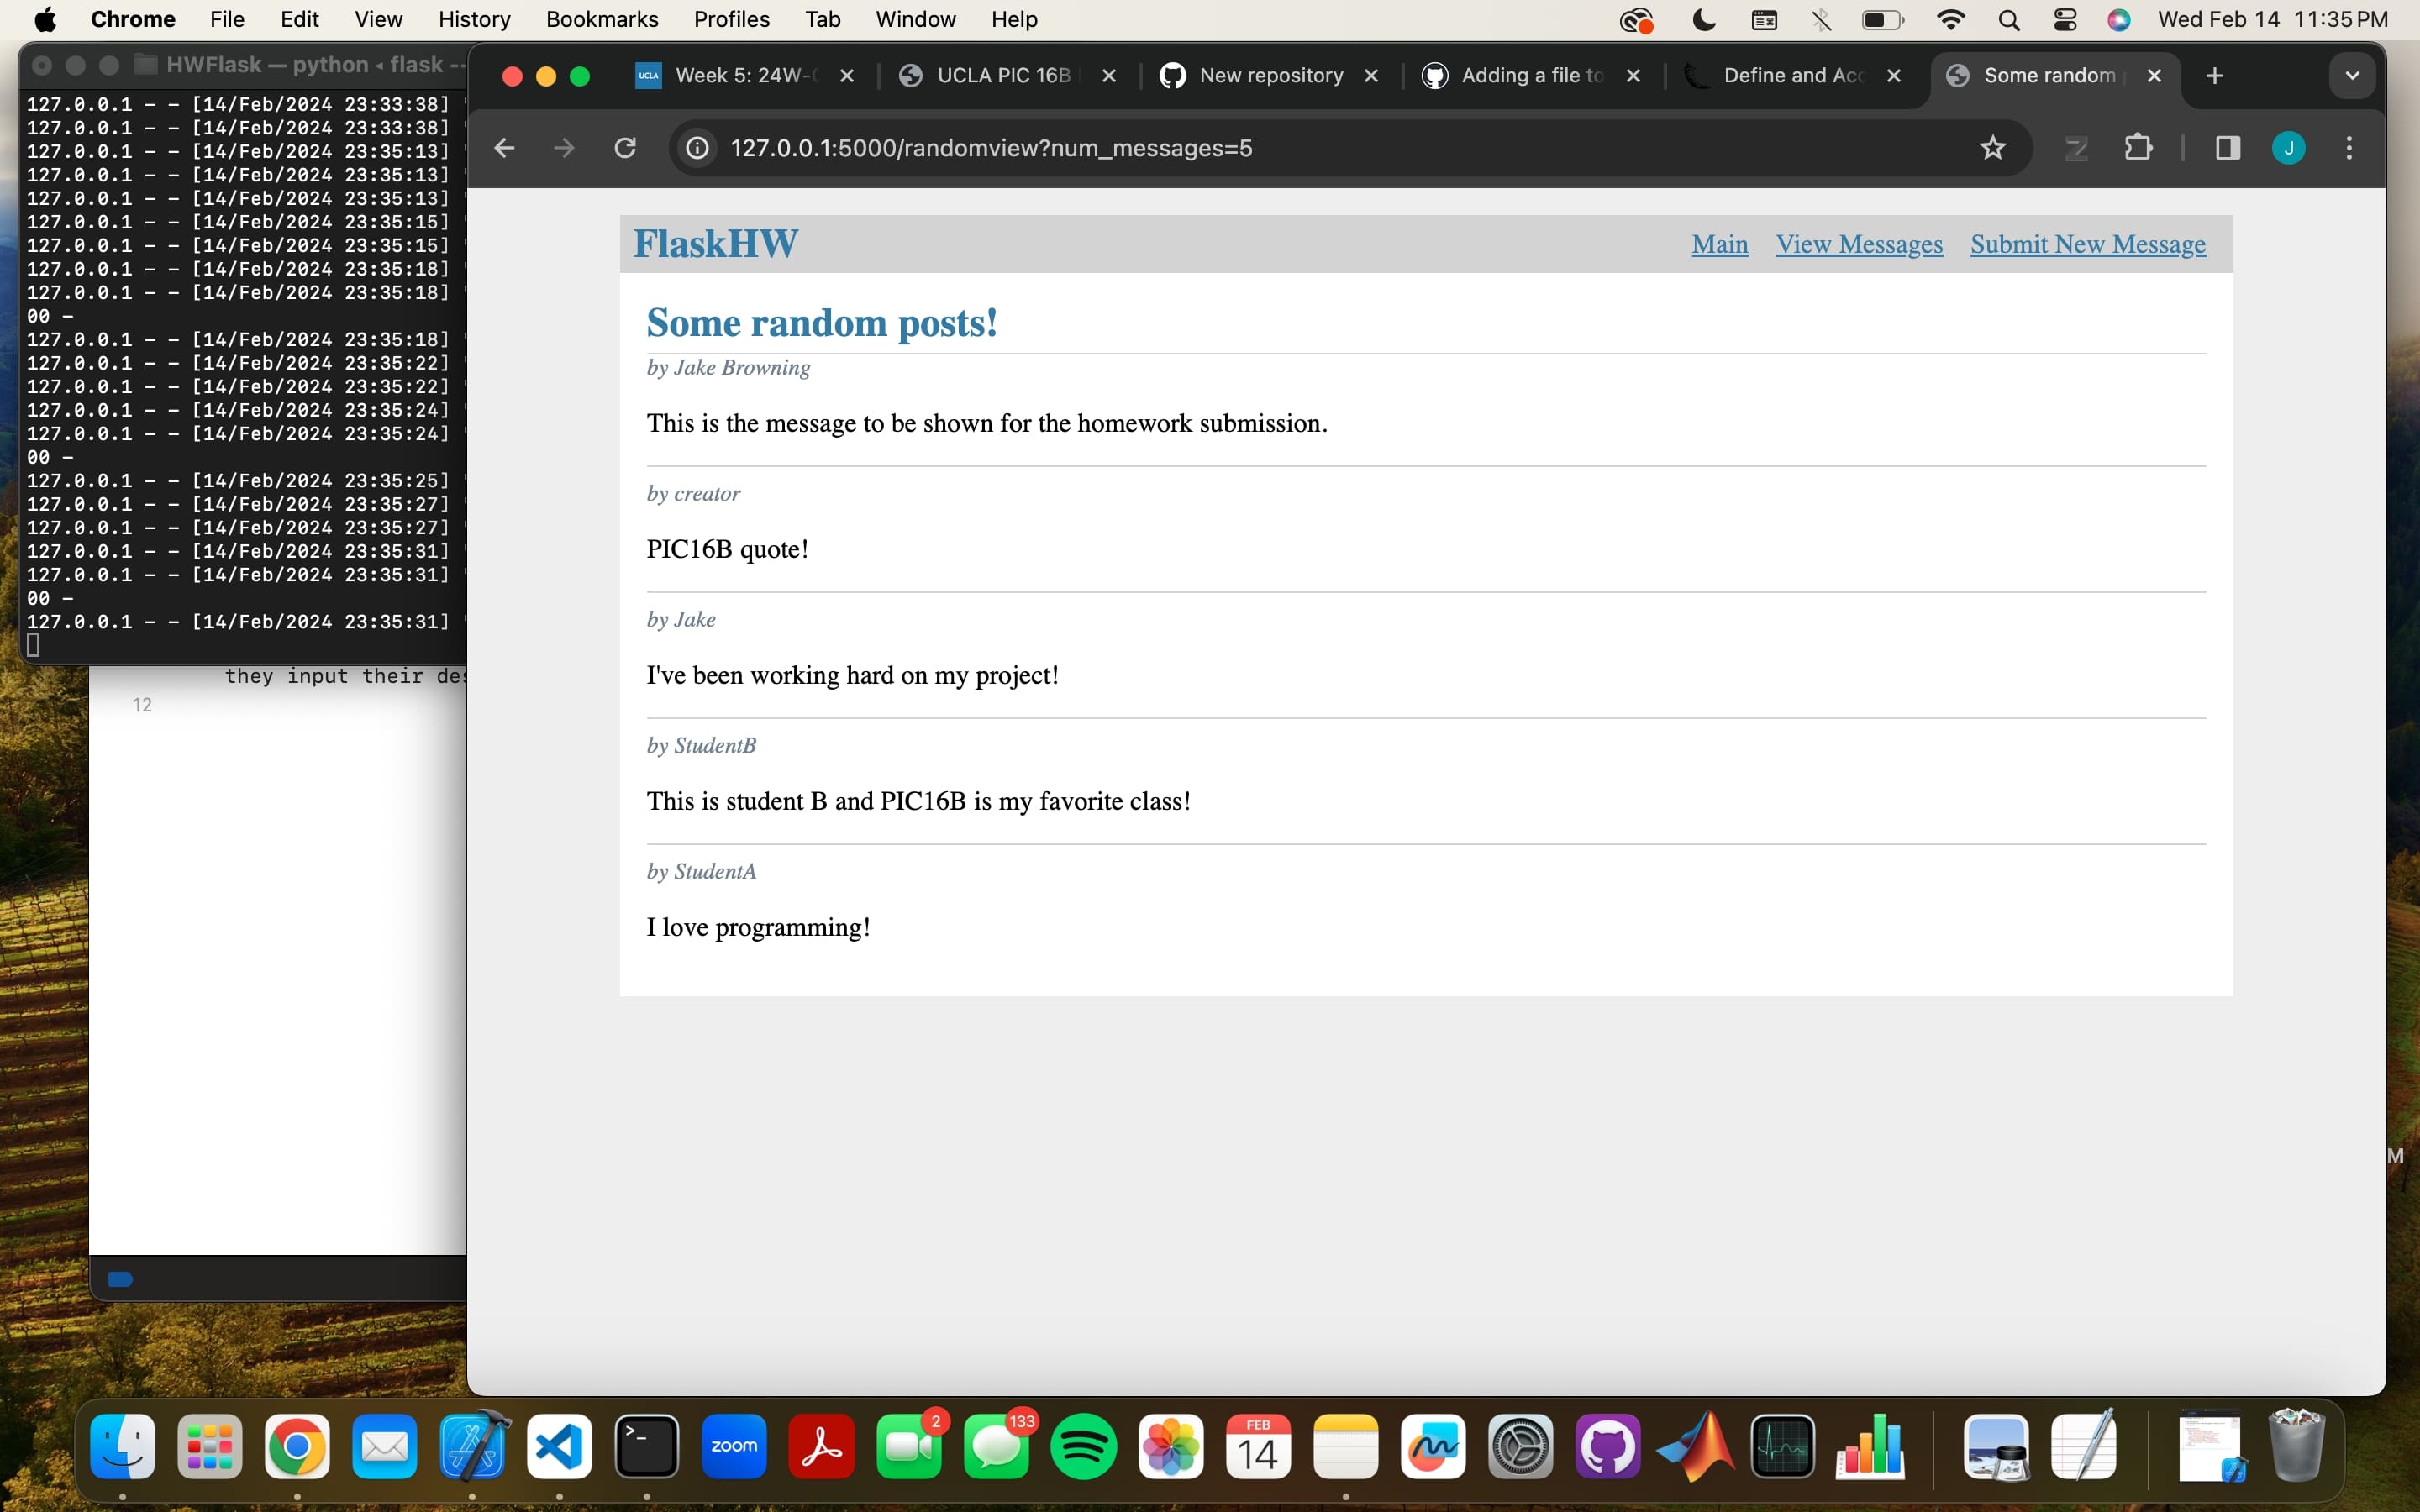 Chrome File Edit View History Bookmarks Profiles Tab Window Help Wed Feb 14 11:35 PM
HWFlask — python ◂ flask --
127.0.0.1 - - [14/Feb/2024 23:33:38] "
127.0.0.1 - - [14/Feb/2024 23:33:38] "
127.0.0.1 - - [14/Feb/2024 23:35:13] "
127.0.0.1 - - [14/Feb/2024 23:35:13] "
127.0.0.1 - - [14/Feb/2024 23:35:13] "
127.0.0.1 - - [14/Feb/2024 23:35:15] "
127.0.0.1 - - [14/Feb/2024 23:35:15] "
127.0.0.1 - - [14/Feb/2024 23:35:18] "
127.0.0.1 - - [14/Feb/2024 23:35:18] "
00 -
127.0.0.1 - - [14/Feb/2024 23:35:18] "
127.0.0.1 - - [14/Feb/2024 23:35:22] "
127.0.0.1 - - [14/Feb/2024 23:35:22] "
127.0.0.1 - - [14/Feb/2024 23:35:24] "
127.0.0.1 - - [14/Feb/2024 23:35:24] "
00 -
127.0.0.1 - - [14/Feb/2024 23:35:25] "
127.0.0.1 - - [14/Feb/2024 23:35:27] "
127.0.0.1 - - [14/Feb/2024 23:35:27] "
127.0.0.1 - - [14/Feb/2024 23:35:31] "
127.0.0.1 - - [14/Feb/2024 23:35:31] "
00 -
127.0.0.1 - - [14/Feb/2024 23:35:31] "
they input their des
12
UCLA Week 5: 24W- UCLA PIC 16B New repository Adding a file to Define and Acc Some random
127.0.0.1:5000/randomview?num_messages=5
J
FlaskHW Main View Messages Submit New Message
Some random posts!
by Jake Browning
This is the message to be shown for the homework submission.
by creator
PIC16B quote!
by Jake
I've been working hard on my project!
by StudentB
This is student B and PIC16B is my favorite class!
by StudentA
I love programming!
M
zoom
2
133
FEB
14